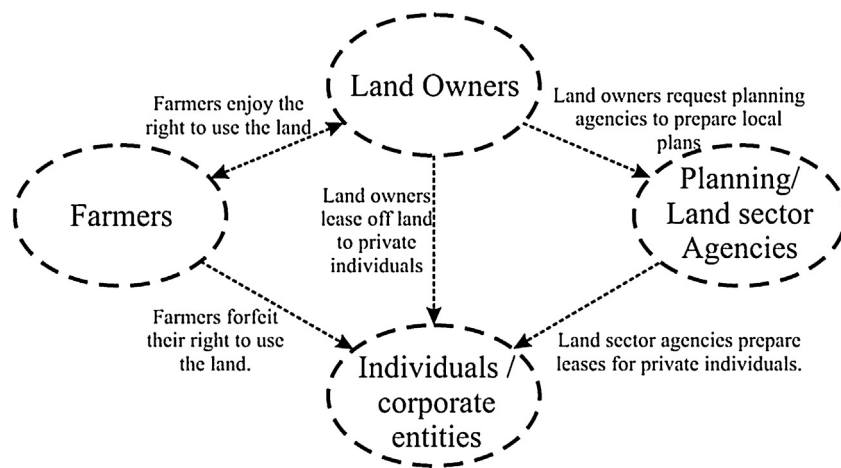 Land Owners
Farmers enjoy the
right to use the land
Land owners request planning
agencies to prepare local
plans
Farmers
Land owners
lease off land
to private
individuals
Planning/
Land sector
Agencies
Farmers forfeit
their right to use
the land.
Land sector agencies prepare
leases for private individuals.
Individuals /
corporate
entities